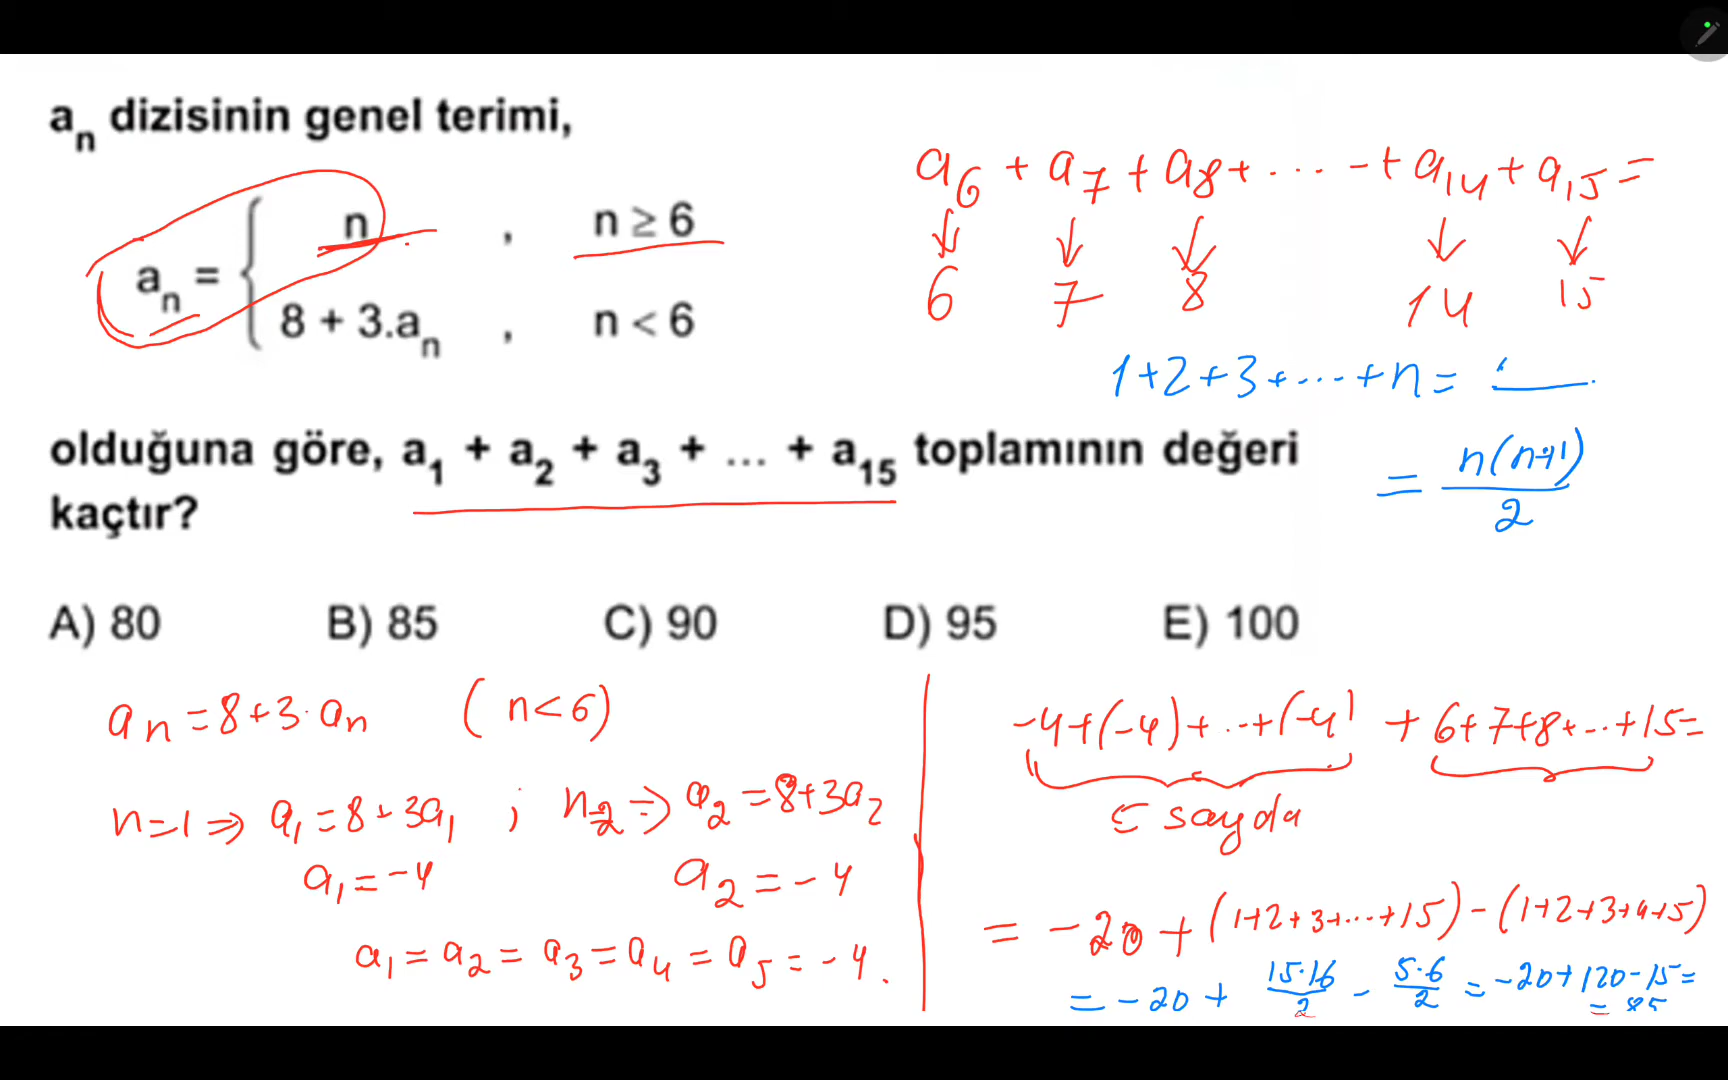 aₙ dizisinin genel terimi,
aₙ = { n , n ≥ 6
8 + 3.aₙ , n < 6
olduğuna göre, a₁ + a₂ + a₃ + ... + a₁₅ toplamının değeri
kaçtır?
A) 80 B) 85 C) 90 D) 95 E) 100
a₆ + a₇ + a₈ + ... + a₁₄ + a₁₅ =
↓ ↓ ↓ ↓ ↓
6 7 8 14 15
1+2+3+...+n =
= n(n+1)/2
aₙ = 8+3·aₙ (n<6)
n=1 ⇒ a₁ = 8+3a₁ ; n=2 ⇒ a₂ = 8+3a₂
a₁ = -4 a₂ = -4
a₁ = a₂ = a₃ = a₄ = a₅ = -4.
-4+(-4)+...+(-4) + 6+7+8+...+15=
5 sayda
= -20+(1+2+3+...+15)-(1+2+3+4+5)
= -20 + 15·16/2 - 5·6/2 = -20+120-15=
= 85